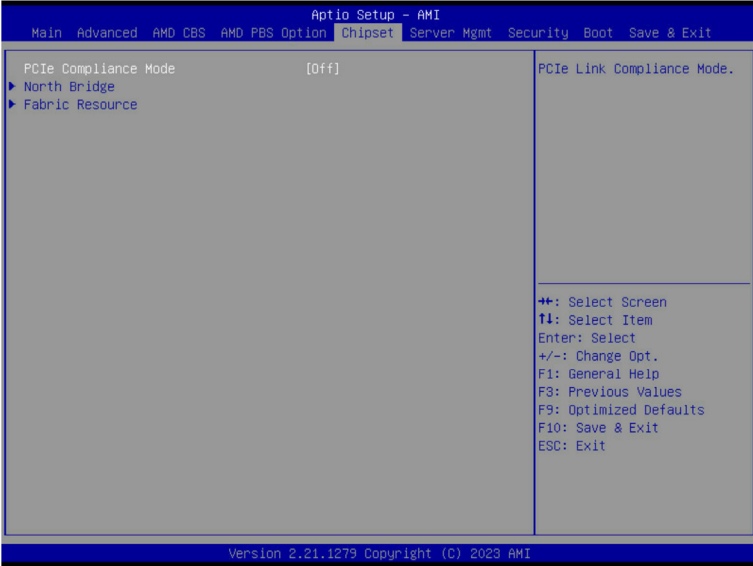 Aptio Setup – AMI
Main Advanced AMD CBS AMD PBS Option Chipset Server Mgmt Security Boot Save & Exit
PCIe Compliance Mode [Off]
North Bridge
Fabric Resource
PCIe Link Compliance Mode.
→←: Select Screen
↑↓: Select Item
Enter: Select
+/-: Change Opt.
F1: General Help
F3: Previous Values
F9: Optimized Defaults
F10: Save & Exit
ESC: Exit
Version 2.21.1279 Copyright (C) 2023 AMI